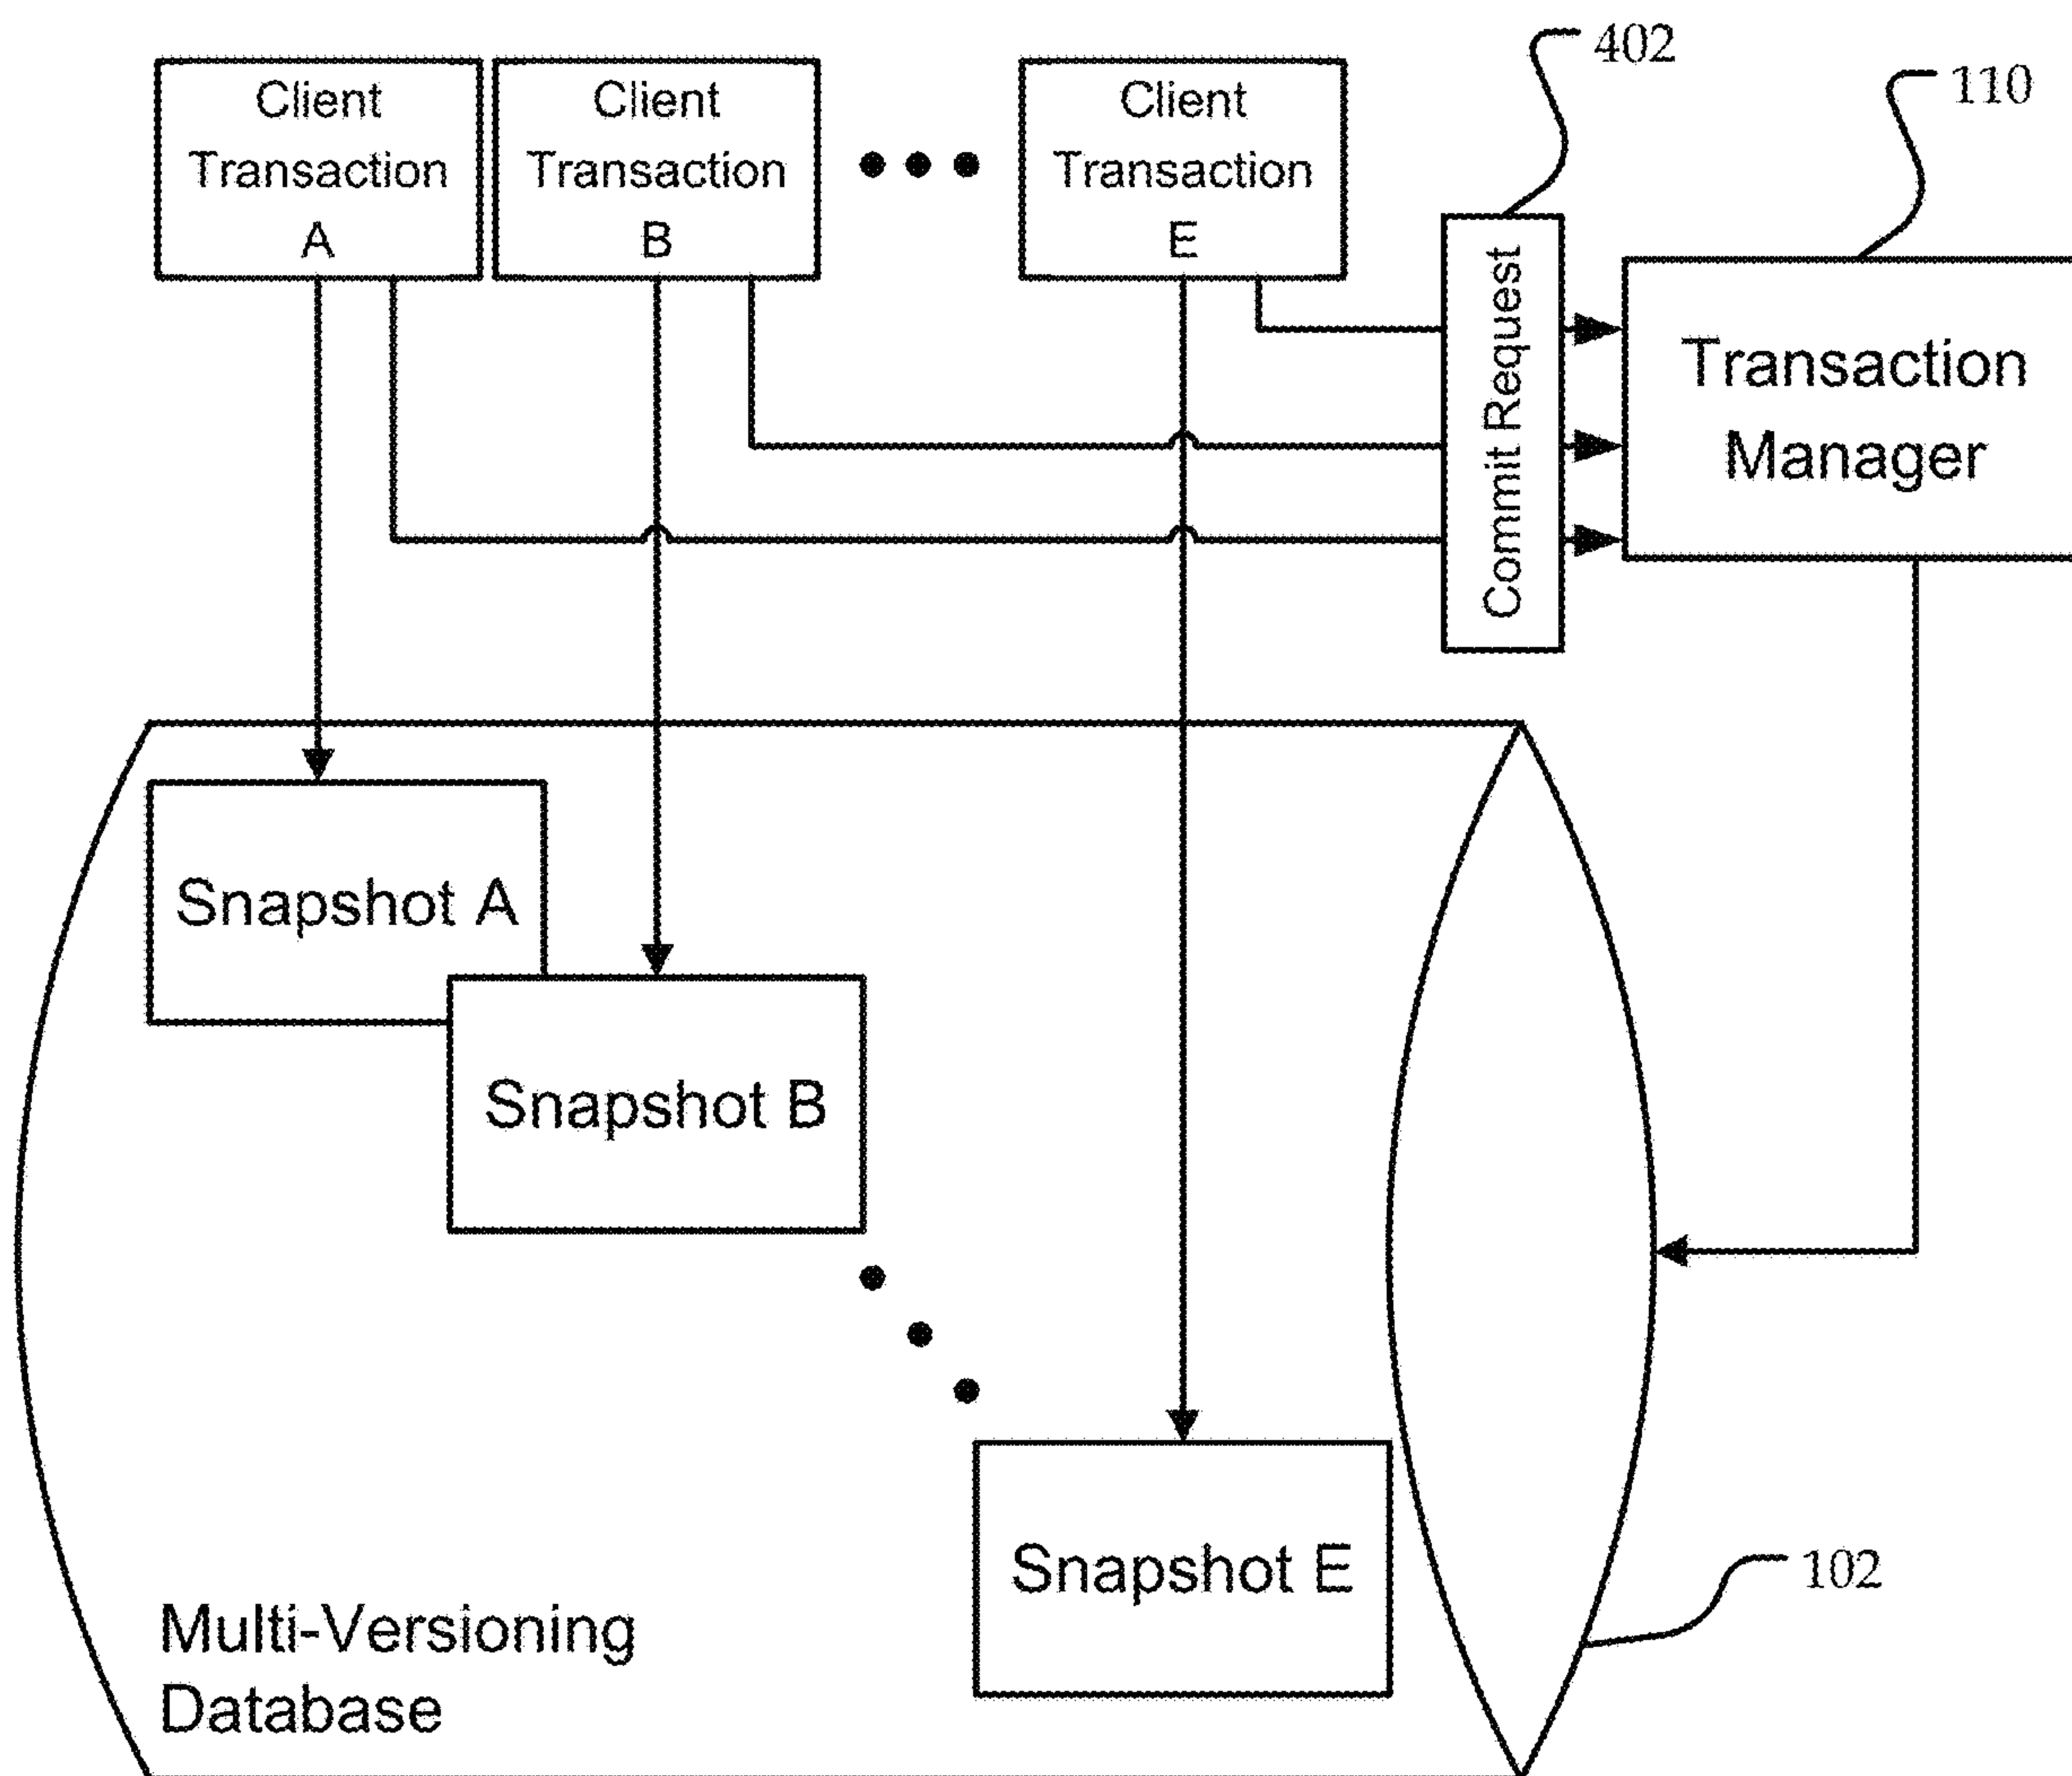 402
110
Client
Transaction
A
Client
Transaction
B
Client
Transaction
E
Commit Request
Transaction
Manager
Snapshot A
Snapshot B
Snapshot E
102
Multi-Versioning
Database